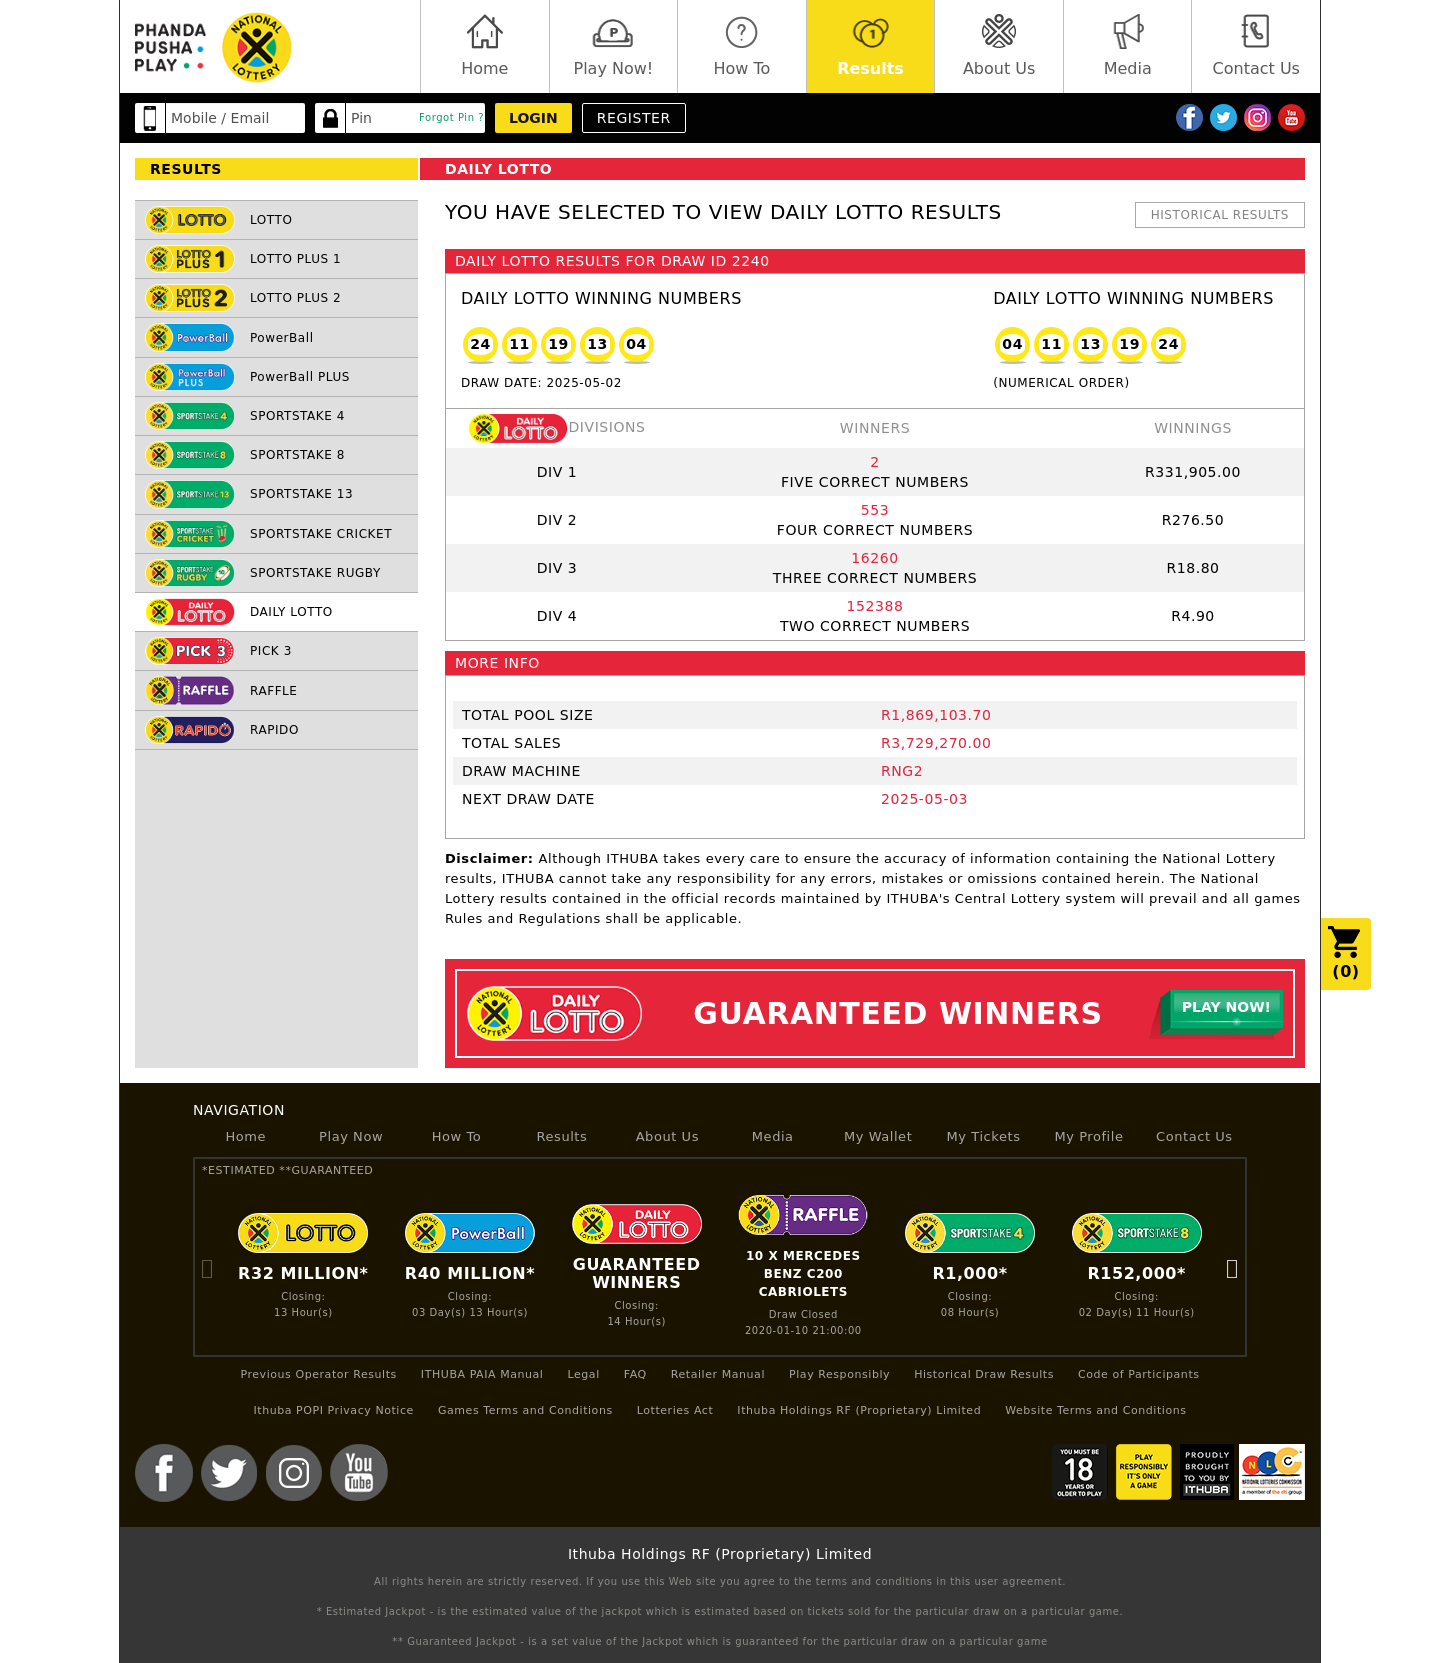 PHANDA
PUSHA
PLAY
NATIONAL
LOTTERY
Home
Play Now!
How To
Results
About Us
Media
Contact Us
Mobile / Email
Pin
Forgot Pin ?
LOGIN
REGISTER
RESULTS
DAILY LOTTO
LOTTO
LOTTO PLUS 1
LOTTO PLUS 2
PowerBall
PowerBall PLUS
SPORTSTAKE 4
SPORTSTAKE 8
SPORTSTAKE 13
SPORTSTAKE CRICKET
SPORTSTAKE RUGBY
DAILY LOTTO
PICK 3
RAFFLE
RAPIDO
YOU HAVE SELECTED TO VIEW DAILY LOTTO RESULTS
HISTORICAL RESULTS
DAILY LOTTO RESULTS FOR DRAW ID 2240
DAILY LOTTO WINNING NUMBERS
24 11 19 13 04
DRAW DATE: 2025-05-02
DAILY LOTTO WINNING NUMBERS
04 11 13 19 24
(NUMERICAL ORDER)
DAILY LOTTO DIVISIONS WINNERS WINNINGS
DIV 1 2 FIVE CORRECT NUMBERS R331,905.00
DIV 2 553 FOUR CORRECT NUMBERS R276.50
DIV 3 16260 THREE CORRECT NUMBERS R18.80
DIV 4 152388 TWO CORRECT NUMBERS R4.90
MORE INFO
TOTAL POOL SIZE R1,869,103.70
TOTAL SALES R3,729,270.00
DRAW MACHINE RNG2
NEXT DRAW DATE 2025-05-03
Disclaimer: Although ITHUBA takes every care to ensure the accuracy of information containing the National Lottery
results, ITHUBA cannot take any responsibility for any errors, mistakes or omissions contained herein. The National
Lottery results contained in the official records maintained by ITHUBA's Central Lottery system will prevail and all games
Rules and Regulations shall be applicable.
(0)
NATIONAL LOTTERY DAILY LOTTO
GUARANTEED WINNERS
PLAY NOW!
NAVIGATION
Home Play Now How To Results About Us Media My Wallet My Tickets My Profile Contact Us
*ESTIMATED **GUARANTEED
LOTTO
R32 MILLION*
Closing:
13 Hour(s)
PowerBall
R40 MILLION*
Closing:
03 Day(s) 13 Hour(s)
DAILY LOTTO
GUARANTEED
WINNERS
Closing:
14 Hour(s)
RAFFLE
10 X MERCEDES
BENZ C200
CABRIOLETS
Draw Closed
2020-01-10 21:00:00
SPORTSTAKE 4
R1,000*
Closing:
08 Hour(s)
SPORTSTAKE 8
R152,000*
Closing:
02 Day(s) 11 Hour(s)
Previous Operator Results ITHUBA PAIA Manual Legal FAQ Retailer Manual Play Responsibly Historical Draw Results Code of Participants
Ithuba POPI Privacy Notice Games Terms and Conditions Lotteries Act Ithuba Holdings RF (Proprietary) Limited Website Terms and Conditions
You
Tube
YOU MUST BE
18
YEARS OR
OLDER TO PLAY
PLAY
RESPONSIBLY
IT'S ONLY
A GAME
PROUDLY
BROUGHT
TO YOU BY
ITHUBA
NLC
NATIONAL LOTTERIES COMMISSION
a member of the dti group
Ithuba Holdings RF (Proprietary) Limited
All rights herein are strictly reserved. If you use this Web site you agree to the terms and conditions in this user agreement.
* Estimated Jackpot - is the estimated value of the jackpot which is estimated based on tickets sold for the particular draw on a particular game.
** Guaranteed Jackpot - is a set value of the Jackpot which is guaranteed for the particular draw on a particular game